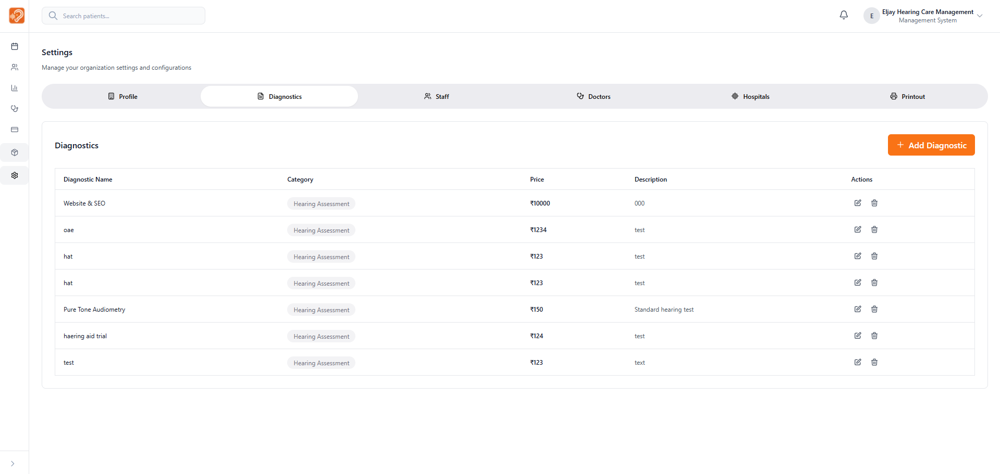 Search patients...
E
Eljay Hearing Care Management
Management System
Settings
Manage your organization settings and configurations
Profile Diagnostics Staff Doctors Hospitals Printout
Diagnostics
Add Diagnostic
Diagnostic Name Category Price Description Actions
Website & SEO Hearing Assessment ₹10000 000
oae Hearing Assessment ₹1234 test
hat Hearing Assessment ₹123 test
hat Hearing Assessment ₹123 test
Pure Tone Audiometry Hearing Assessment ₹150 Standard hearing test
haering aid trial Hearing Assessment ₹124 test
test Hearing Assessment ₹123 text